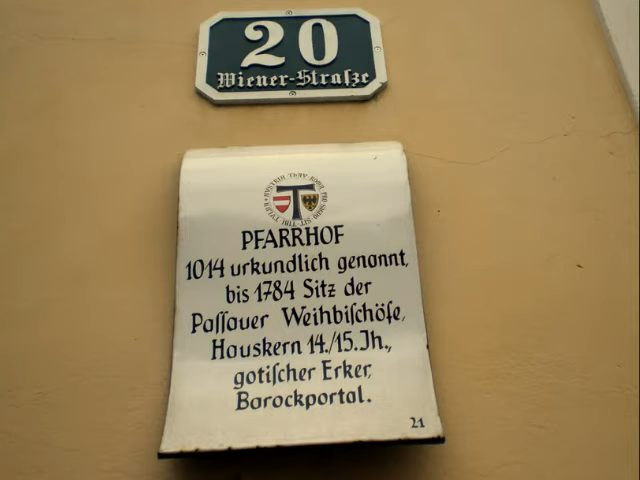 20
Wiener-Straſze
PFARRHOF
1014 urkundlich genannt,
bis 1784 Sitz der
Paſſauer Weihbiſchöfe,
Hauskern 14./15. Jh.,
gotiſcher Erker,
Barockportal.
21